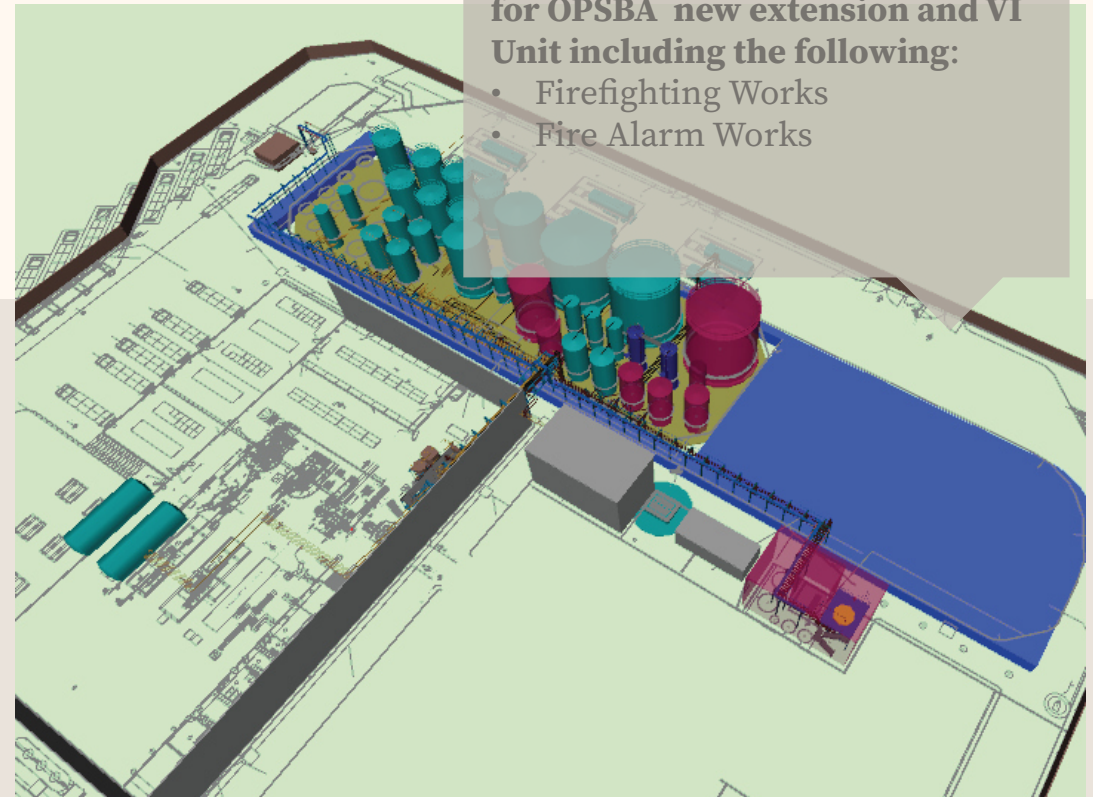 for OPSBA new extension and VI
Unit including the following:
• Firefighting Works
• Fire Alarm Works